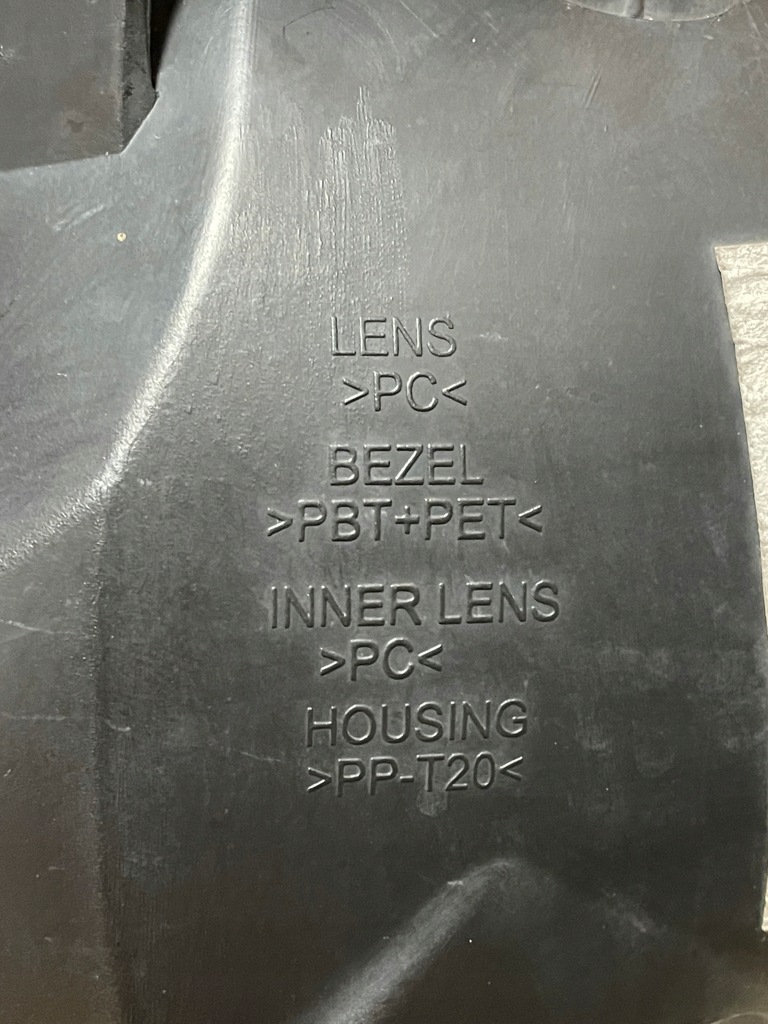 LENS
>PC<
BEZEL
>PBT+PET<
INNER LENS
>PC<
HOUSING
>PP-T20<